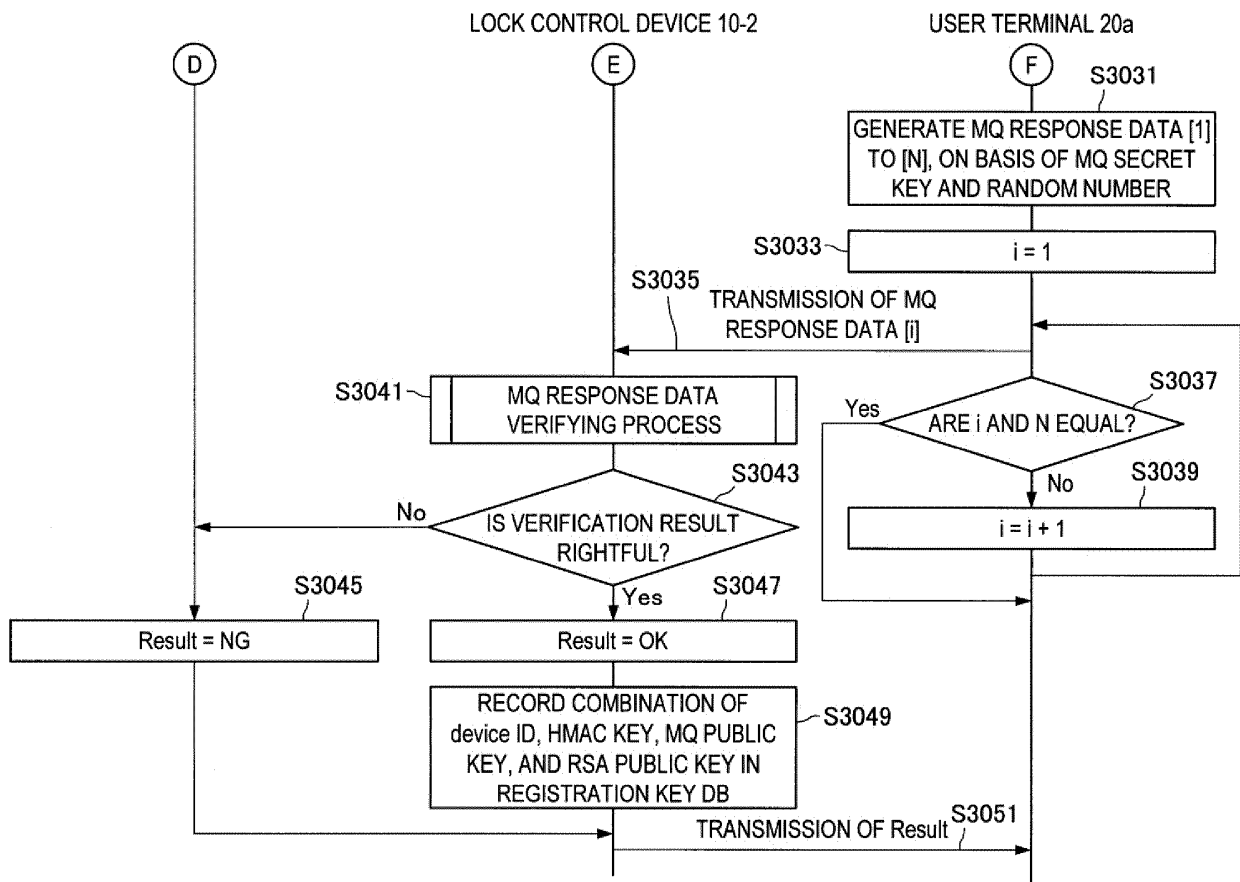 LOCK CONTROL DEVICE 10-2
USER TERMINAL 20a
D
E
F
S3031
GENERATE MQ RESPONSE DATA [1]
TO [N], ON BASIS OF MQ SECRET
KEY AND RANDOM NUMBER
S3033
i = 1
S3035
TRANSMISSION OF MQ
RESPONSE DATA [i]
S3041
MQ RESPONSE DATA
VERIFYING PROCESS
S3037
Yes
ARE i AND N EQUAL?
No
S3039
i = i + 1
S3043
No
IS VERIFICATION RESULT
RIGHTFUL?
Yes
S3045
Result = NG
S3047
Result = OK
RECORD COMBINATION OF
device ID, HMAC KEY, MQ PUBLIC
KEY, AND RSA PUBLIC KEY IN
REGISTRATION KEY DB
S3049
TRANSMISSION OF Result
S3051